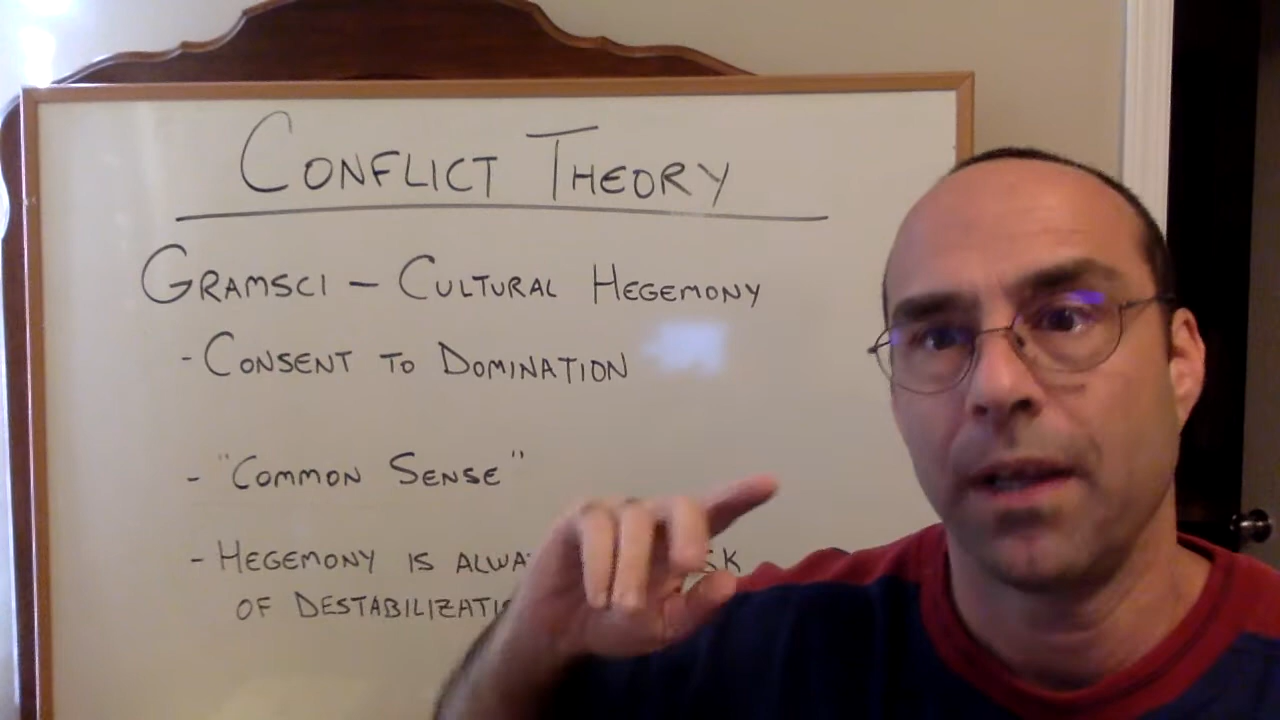 CONFLICT THEORY
GRAMSCI – CULTURAL HEGEMONY
- CONSENT TO DOMINATION
- "COMMON SENSE"
- HEGEMONY IS
OF